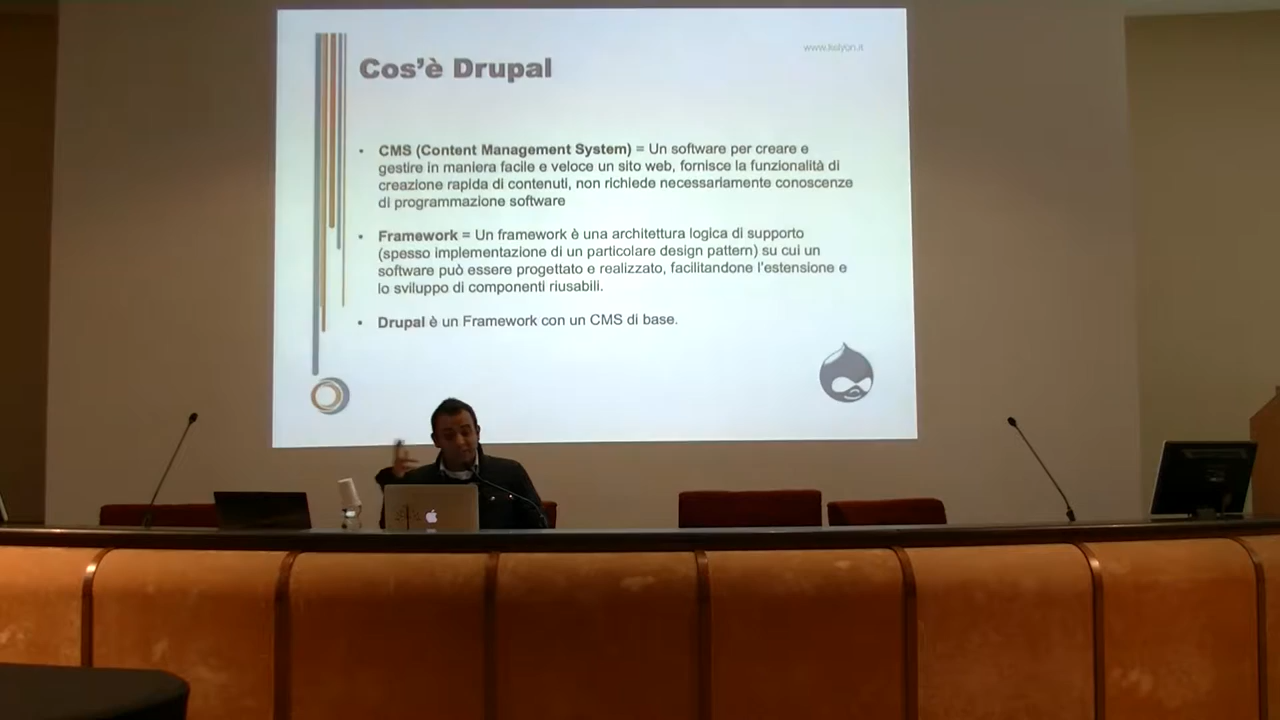 www.kelyon.it
Cos'è Drupal
• CMS (Content Management System) = Un software per creare e
gestire in maniera facile e veloce un sito web, fornisce la funzionalità di
creazione rapida di contenuti, non richiede necessariamente conoscenze
di programmazione software
• Framework = Un framework è una architettura logica di supporto
(spesso implementazione di un particolare design pattern) su cui un
software può essere progettato e realizzato, facilitandone l'estensione e
lo sviluppo di componenti riusabili.
• Drupal è un Framework con un CMS di base.